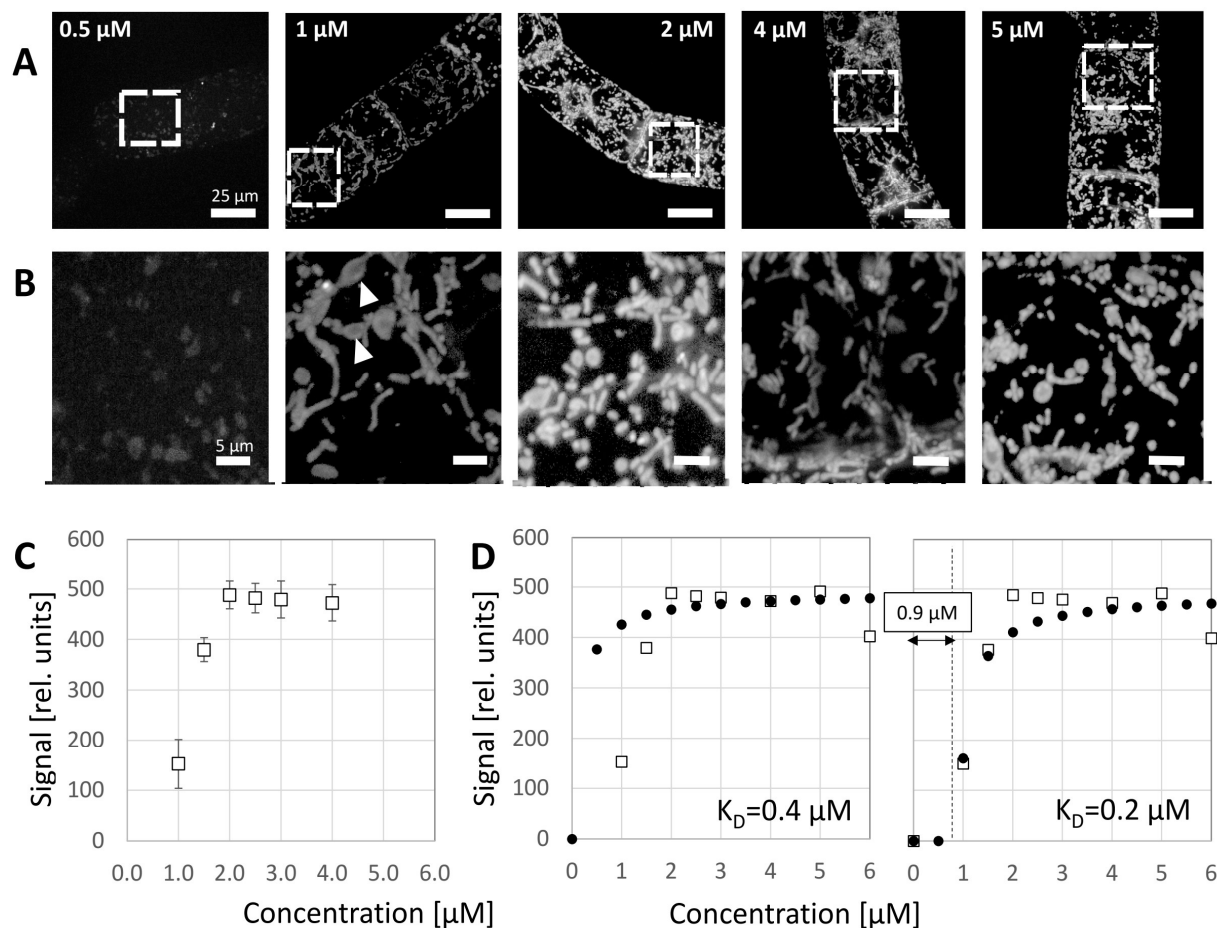 A
0.5 µM
1 µM
2 µM
4 µM
5 µM
25 µm
B
5 µm
C
Signal [rel. units]
600
500
400
300
200
100
0
0.0
1.0
2.0
3.0
4.0
5.0
6.0
Concentration [µM]
D
Signal [rel. units]
600
500
400
300
200
100
0
0
1
2
3
4
5
6
K_D=0.4 µM
Concentration [µM]
0.9 µM
K_D=0.2 µM
0
1
2
3
4
5
6